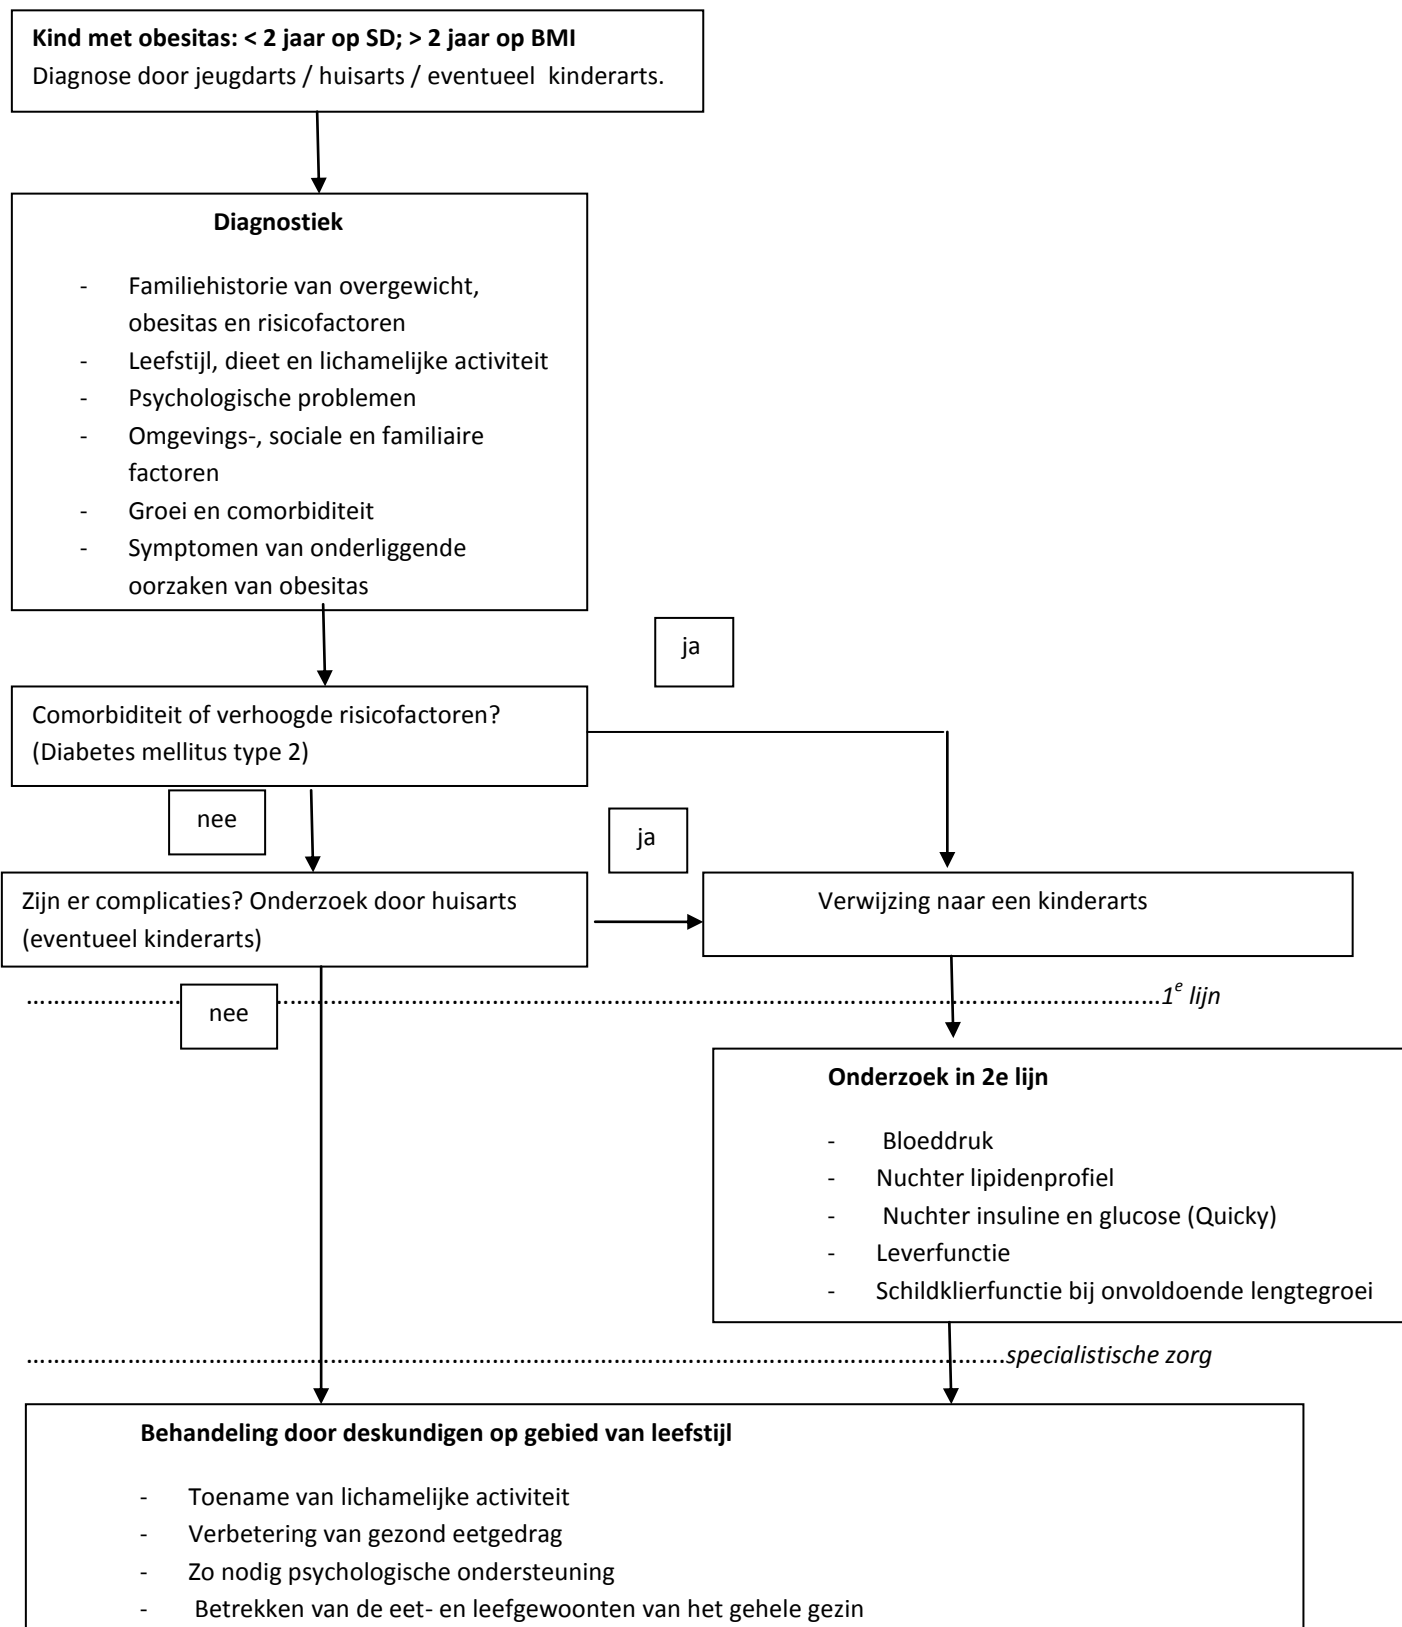 Kind met obesitas: < 2 jaar op SD; > 2 jaar op BMI
Diagnose door jeugdarts / huisarts / eventueel  kinderarts.
Diagnostiek
- Familiehistorie van overgewicht,
obesitas en risicofactoren
- Leefstijl, dieet en lichamelijke activiteit
- Psychologische problemen
- Omgevings-, sociale en familiaire
factoren
- Groei en comorbiditeit
- Symptomen van onderliggende
oorzaken van obesitas
ja
Comorbiditeit of verhoogde risicofactoren?
(Diabetes mellitus type 2)
nee
ja
Zijn er complicaties? Onderzoek door huisarts
(eventueel kinderarts)
Verwijzing naar een kinderarts
........................................................................1e lijn
nee
Onderzoek in 2e lijn
- Bloeddruk
- Nuchter lipidenprofiel
- Nuchter insuline en glucose (Quicky)
- Leverfunctie
- Schildklierfunctie bij onvoldoende lengtegroei
........................................................................specialistische zorg
Behandeling door deskundigen op gebied van leefstijl
- Toename van lichamelijke activiteit
- Verbetering van gezond eetgedrag
- Zo nodig psychologische ondersteuning
- Betrekken van de eet- en leefgewoonten van het gehele gezin